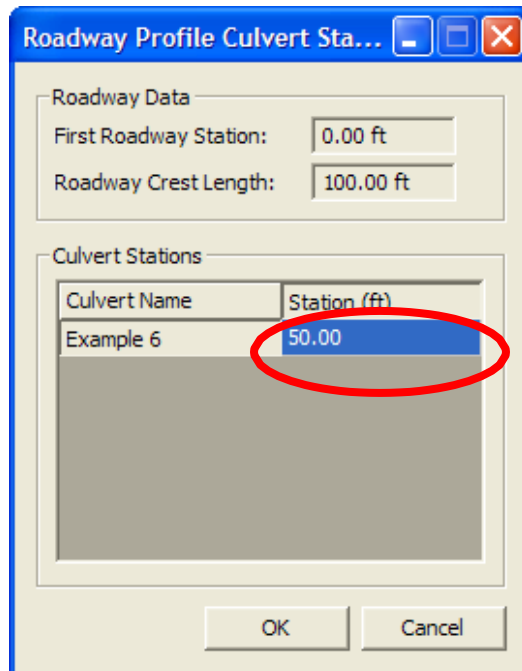 Roadway Profile Culvert Sta...
Roadway Data
First Roadway Station: 0.00 ft
Roadway Crest Length: 100.00 ft
Culvert Stations
Culvert Name Station (ft)
Example 6 50.00
OK Cancel